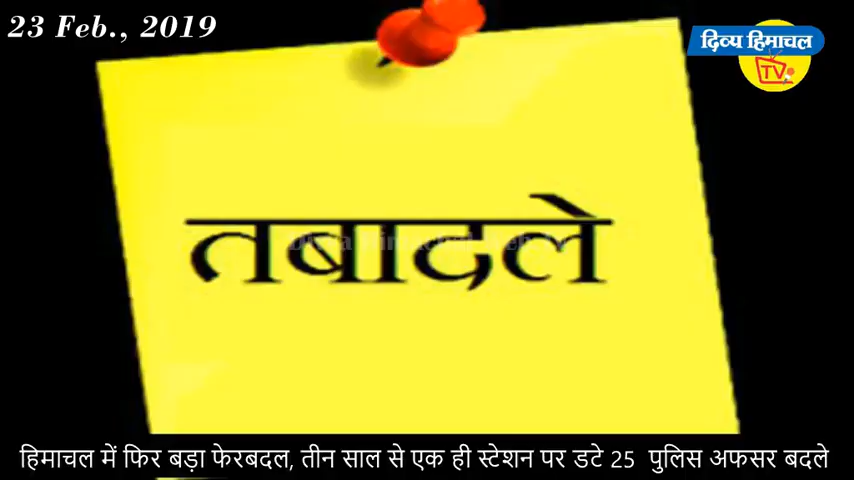 23 Feb., 2019
दिव्य हिमाचल
TV
तबादले
हिमाचल में फिर बड़ा फेरबदल, तीन साल से एक ही स्टेशन पर डटे 25 पुलिस अफसर बदले